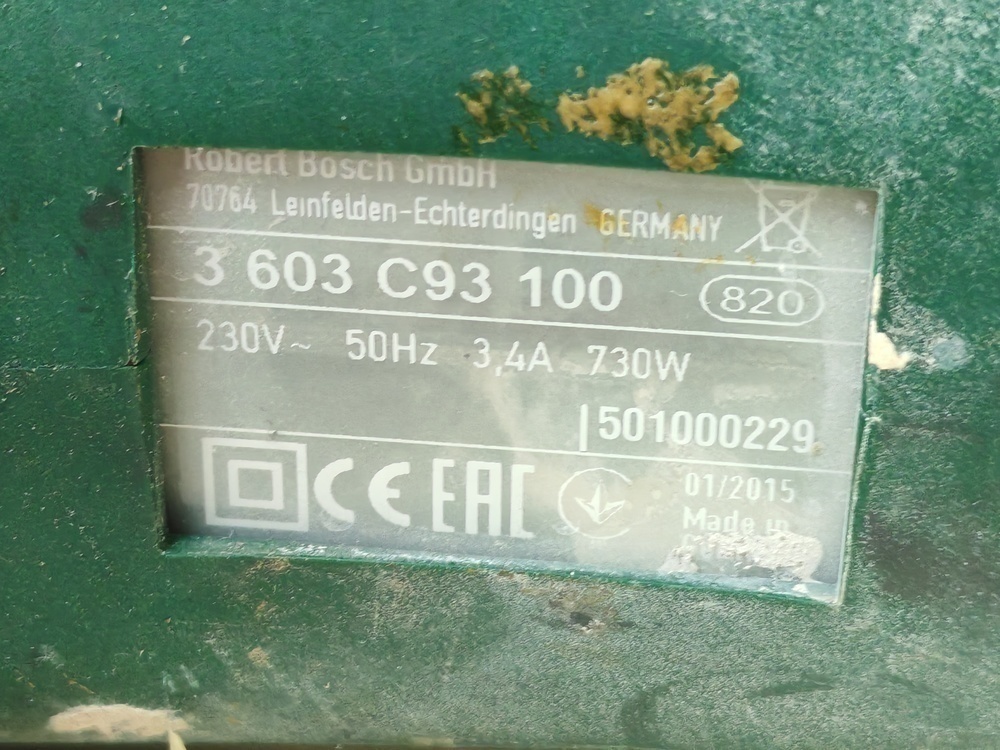 Robert Bosch GmbH
70764 Leinfelden-Echterdingen GERMANY
3 603 C93 100 820
230V~ 50Hz 3,4A 730W
|501000229
CE EAC 01/2015
Made in